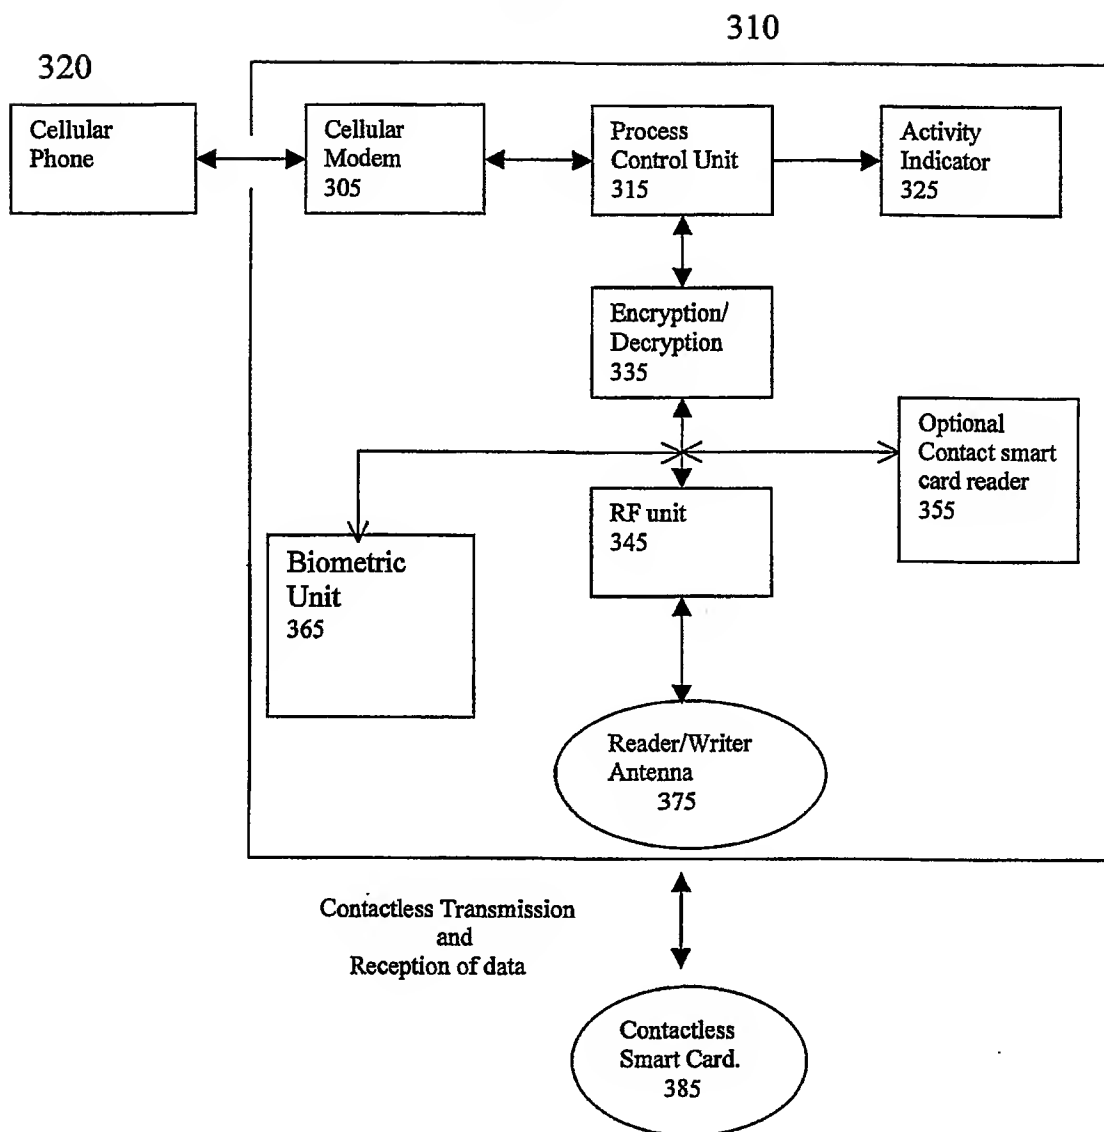 310
320
Cellular
Phone
Cellular
Modem
305
Process
Control Unit
315
Activity
Indicator
325
Encryption/
Decryption
335
Optional
Contact smart
card reader
355
RF unit
345
Biometric
Unit
365
Reader/Writer
Antenna
375
Contactless Transmission
and
Reception of data
Contactless
Smart Card.
385